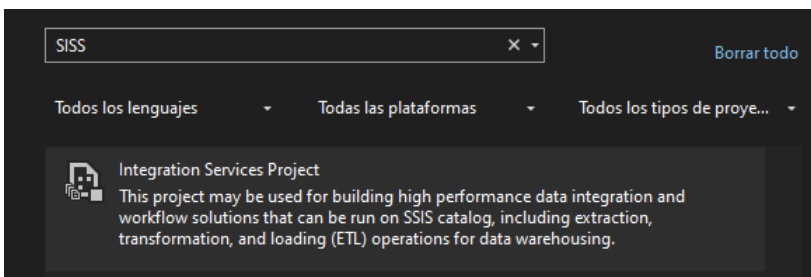 SISS
Borrar todo
Todos los lenguajes Todas las plataformas Todos los tipos de proye...
Integration Services Project
This project may be used for building high performance data integration and
workflow solutions that can be run on SSIS catalog, including extraction,
transformation, and loading (ETL) operations for data warehousing.